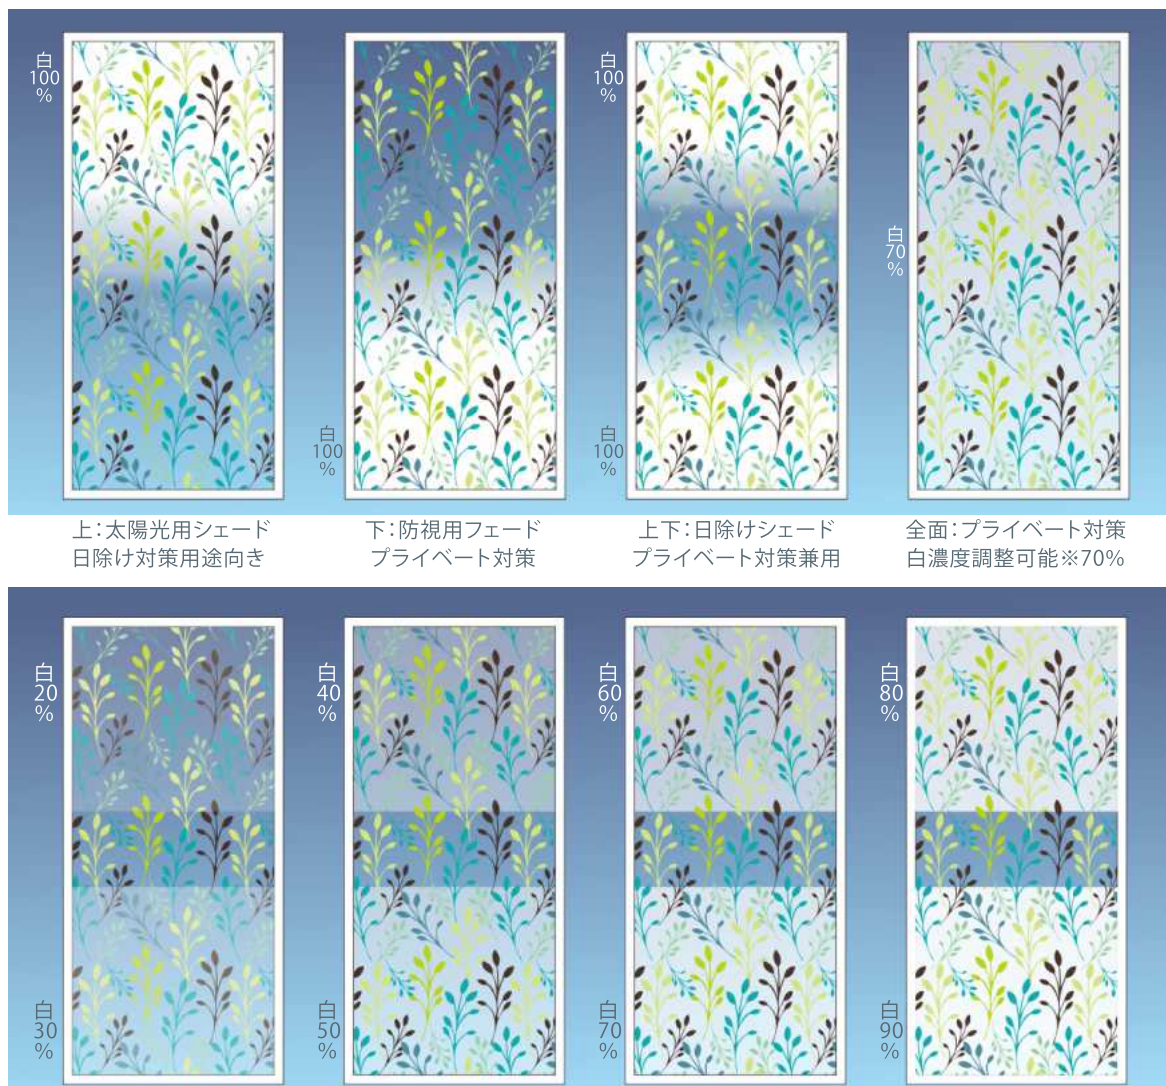 白
100
%
白
100
%
白
70
%
白
100
%
白
100
%
上:太陽光用シェード
日除け対策用途向き
下:防視用フェード
プライベート対策
上下:日除けシェード
プライベート対策兼用
全面:プライベート対策
白濃度調整可能※70%
白
20
%
白
40
%
白
60
%
白
80
%
白
30
%
白
50
%
白
70
%
白
90
%